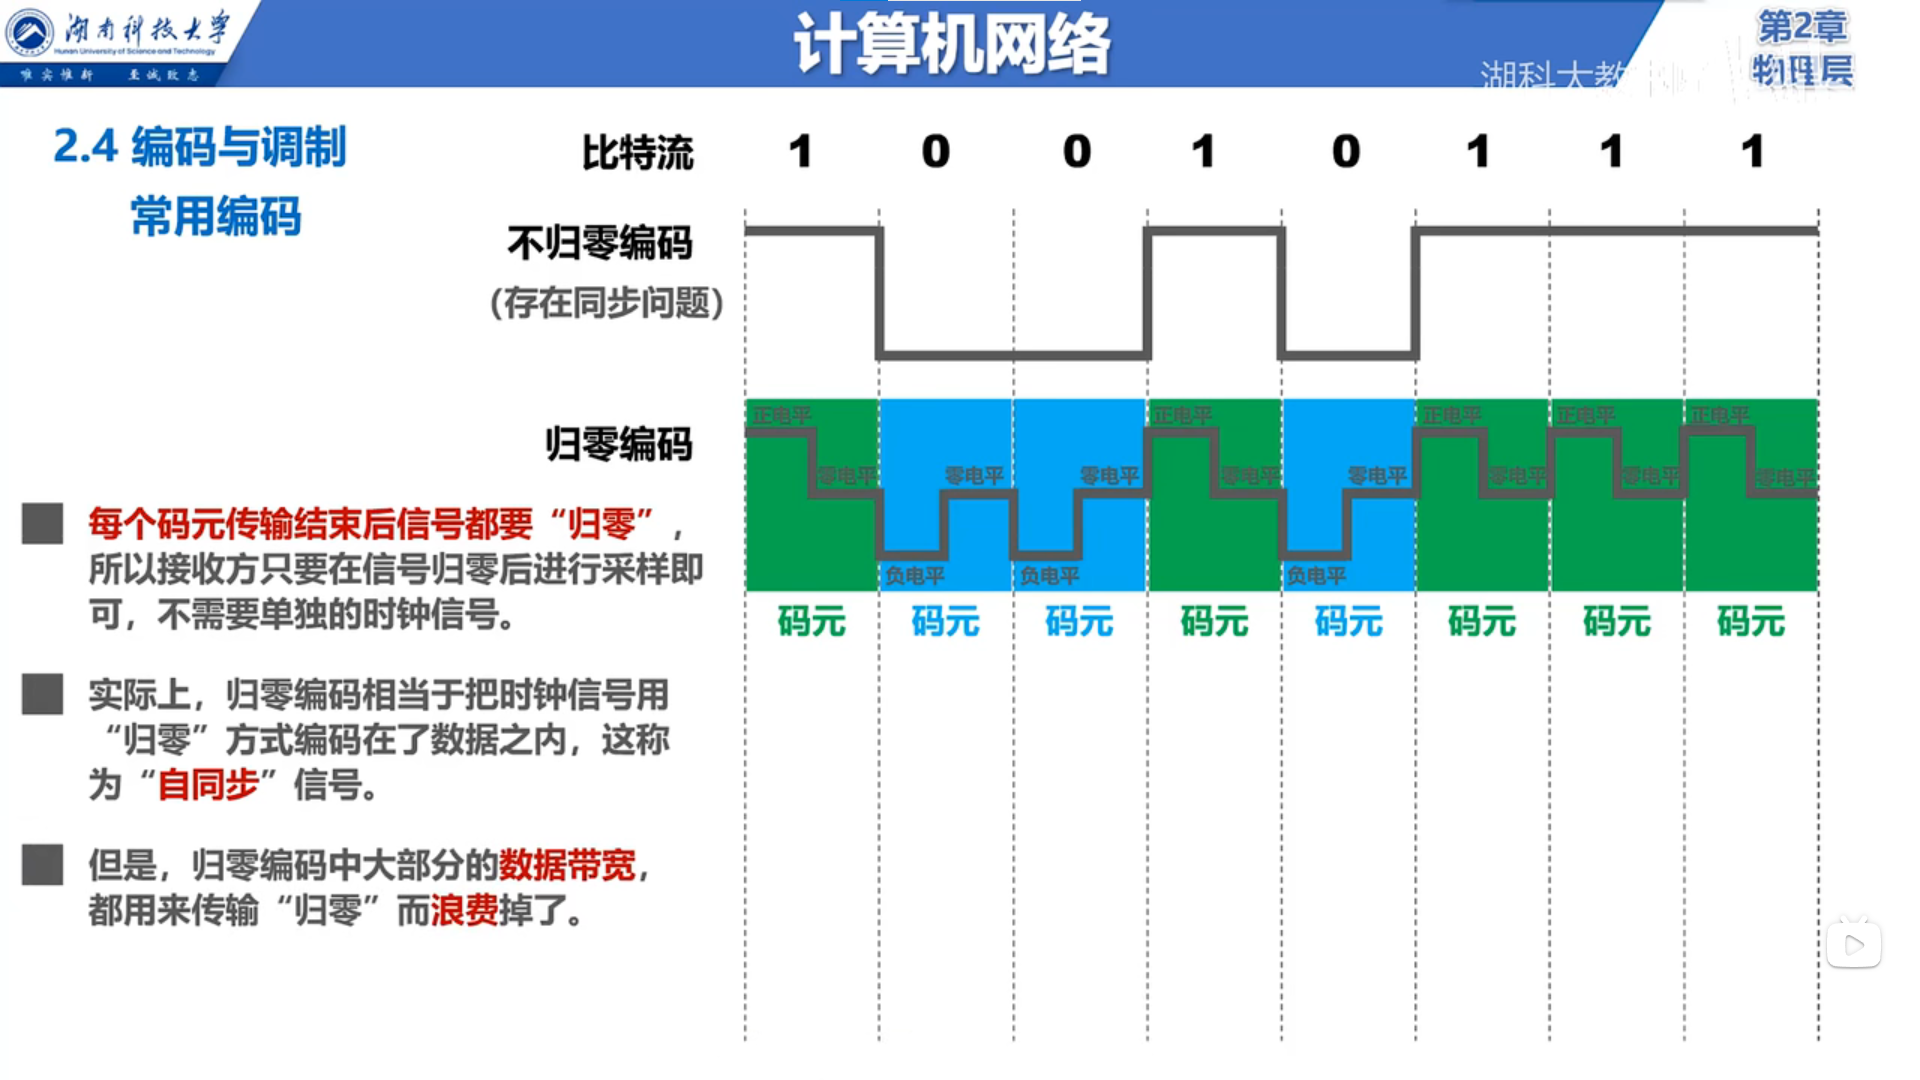 湖南科技大学
Hunan University of Science and Technology
唯实惟新 至诚致志
计算机网络
第2章
物理层
湖科大教
2.4 编码与调制
常用编码
比特流 1 0 0 1 0 1 1 1
不归零编码
(存在同步问题)
归零编码
正电平 正电平 正电平 正电平 正电平
零电平 零电平 零电平 零电平 零电平 零电平 零电平 零电平
负电平 负电平 负电平
码元 码元 码元 码元 码元 码元 码元 码元
每个码元传输结束后信号都要“归零”，
所以接收方只要在信号归零后进行采样即
可，不需要单独的时钟信号。
实际上，归零编码相当于把时钟信号用
“归零”方式编码在了数据之内，这称
为“自同步”信号。
但是，归零编码中大部分的数据带宽，
都用来传输“归零”而浪费掉了。